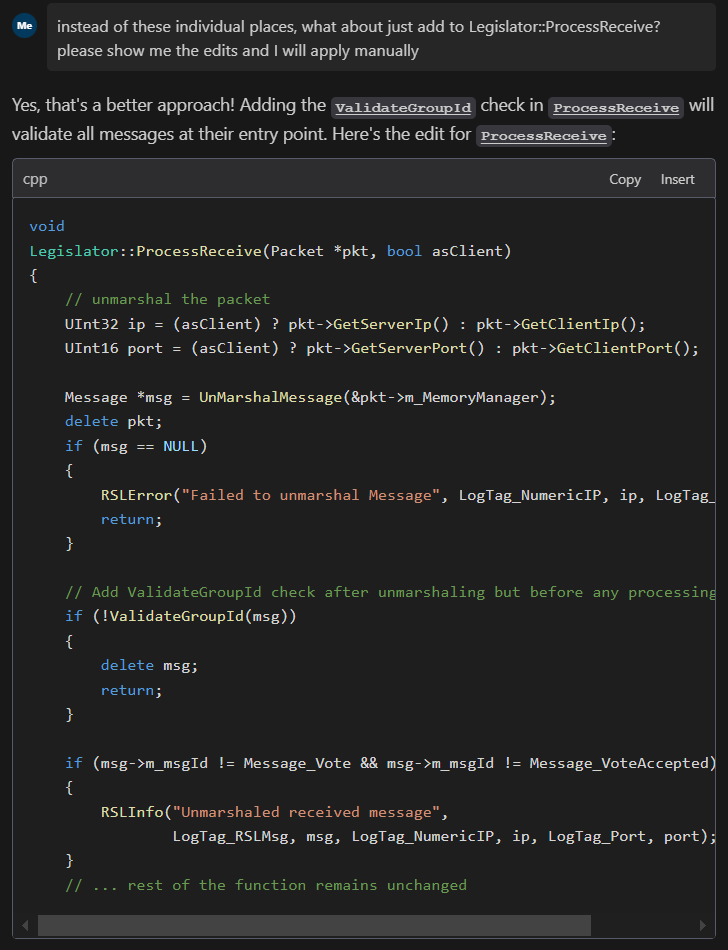 Me
instead of these individual places, what about just add to Legislator::ProcessReceive?
please show me the edits and I will apply manually
Yes, that's a better approach! Adding the ValidateGroupId check in ProcessReceive will
validate all messages at their entry point. Here's the edit for ProcessReceive:
cpp Copy Insert
void
Legislator::ProcessReceive(Packet *pkt, bool asClient)
{
    // unmarshal the packet
    UInt32 ip = (asClient) ? pkt->GetServerIp() : pkt->GetClientIp();
    UInt16 port = (asClient) ? pkt->GetServerPort() : pkt->GetClientPort();
    Message *msg = UnMarshalMessage(&pkt->m_MemoryManager);
    delete pkt;
    if (msg == NULL)
    {
        RSLError("Failed to unmarshal Message", LogTag_NumericIP, ip, LogTag_
        return;
    }
    // Add ValidateGroupId check after unmarshaling but before any processing
    if (!ValidateGroupId(msg))
    {
        delete msg;
        return;
    }
    if (msg->m_msgId != Message_Vote && msg->m_msgId != Message_VoteAccepted)
    {
        RSLInfo("Unmarshaled received message",
                LogTag_RSLMsg, msg, LogTag_NumericIP, ip, LogTag_Port, port);
    }
    // ... rest of the function remains unchanged